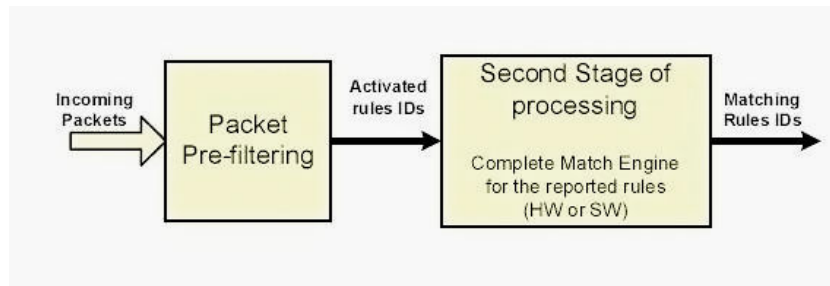 Incoming
Packets
Packet
Pre-filtering
Activated
rules IDs
Second Stage of
processing
Complete Match Engine
for the reported rules
(HW or SW)
Matching
Rules IDs